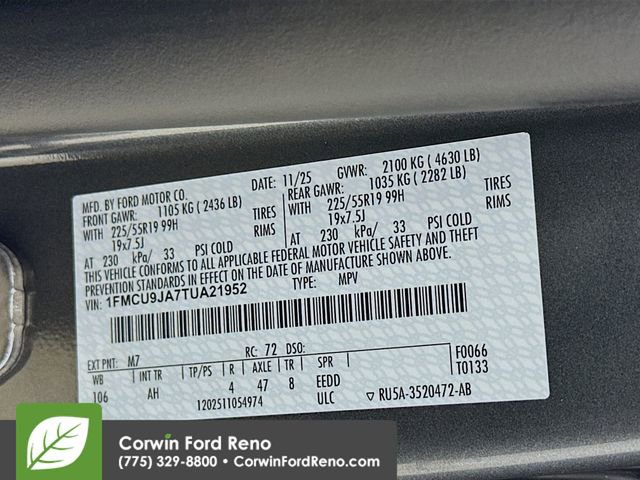 MFD. BY FORD MOTOR CO. DATE: 11/25 GVWR: 2100 KG ( 4630 LB)
FRONT GAWR: 1105 KG ( 2436 LB) REAR GAWR: 1035 KG ( 2282 LB)
WITH 225/55R19 99H TIRES WITH 225/55R19 99H TIRES
19x7.5J RIMS 19x7.5J RIMS
AT 230 kPa/ 33 PSI COLD AT 230 kPa/ 33 PSI COLD
THIS VEHICLE CONFORMS TO ALL APPLICABLE FEDERAL MOTOR VEHICLE SAFETY AND THEFT
PREVENTION STANDARDS IN EFFECT ON THE DATE OF MANUFACTURE SHOWN ABOVE.
VIN: 1FMCU9JA7TUA21952 TYPE: MPV
EXT PNT: M7 RC: 72 DSO: F0066
WB INT TR TP/PS R AXLE TR SPR T0133
106 AH 4 47 8 EEDD
1202511054974 ULC RU5A-3520472-AB
Corwin Ford Reno
(775) 329-8800 • CorwinFordReno.com